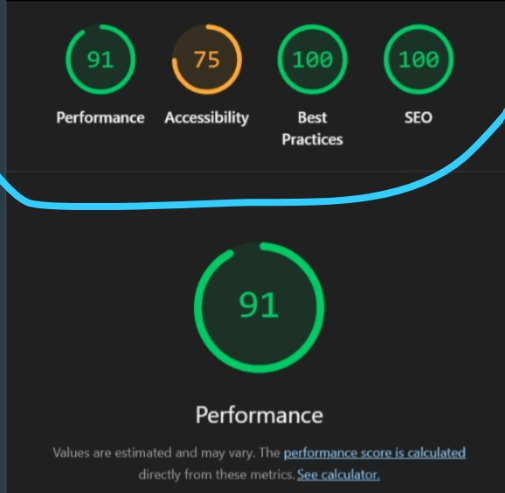 91 75 100 100
Performance Accessibility Best Practices SEO
91
Performance
Values are estimated and may vary. The performance score is calculated
directly from these metrics. See calculator.